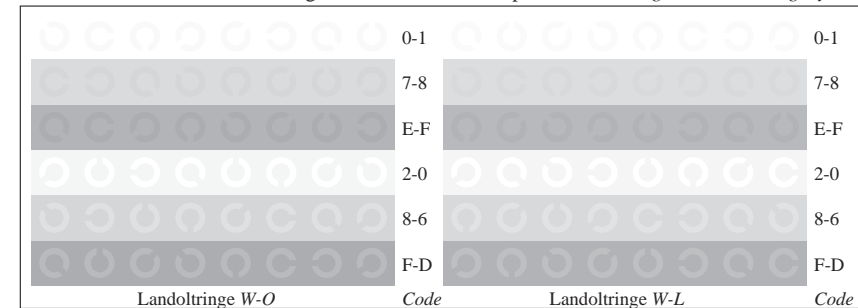 0-1 0-1
7-8 7-8
E-F E-F
2-0 2-0
8-6 8-6
F-D F-D
Landoltringe W-O Code Landoltringe W-L Code